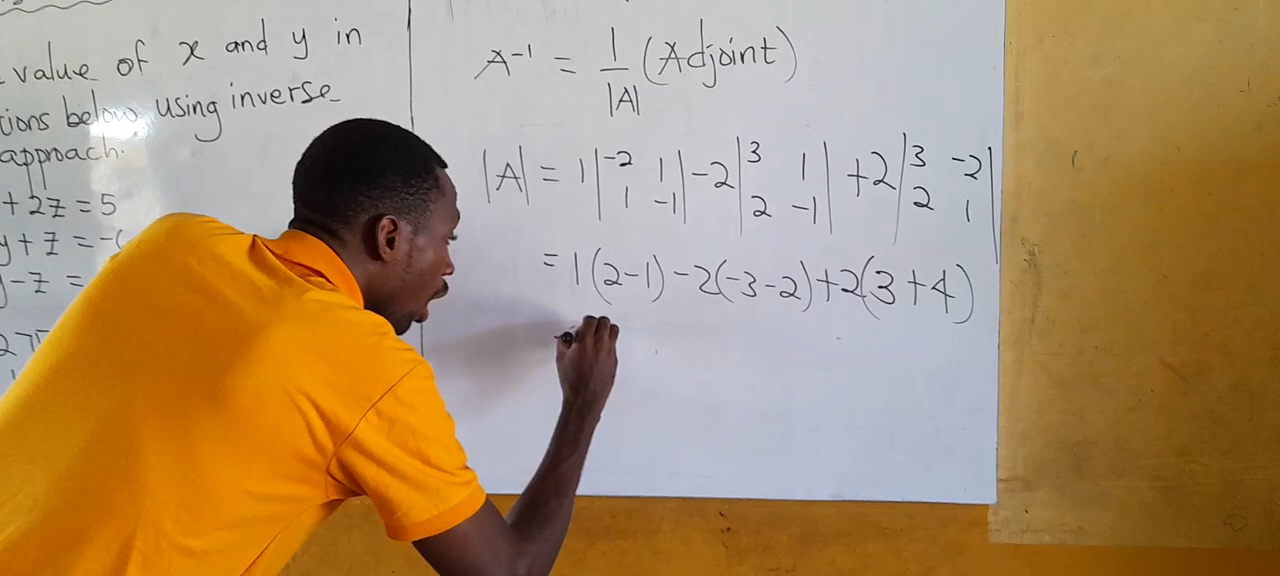 value of x and y in
tions below using inverse
approach.
+ 2z = 5
y + z = -
- z =
27
A⁻¹ = 1/|A| (Adjoint)
|A| = 1 |-2 1; 1 -1| -2 |3 1; 2 -1| +2 |3 -2; 2 1|
= 1(2-1) -2(-3-2)+2(3+4)